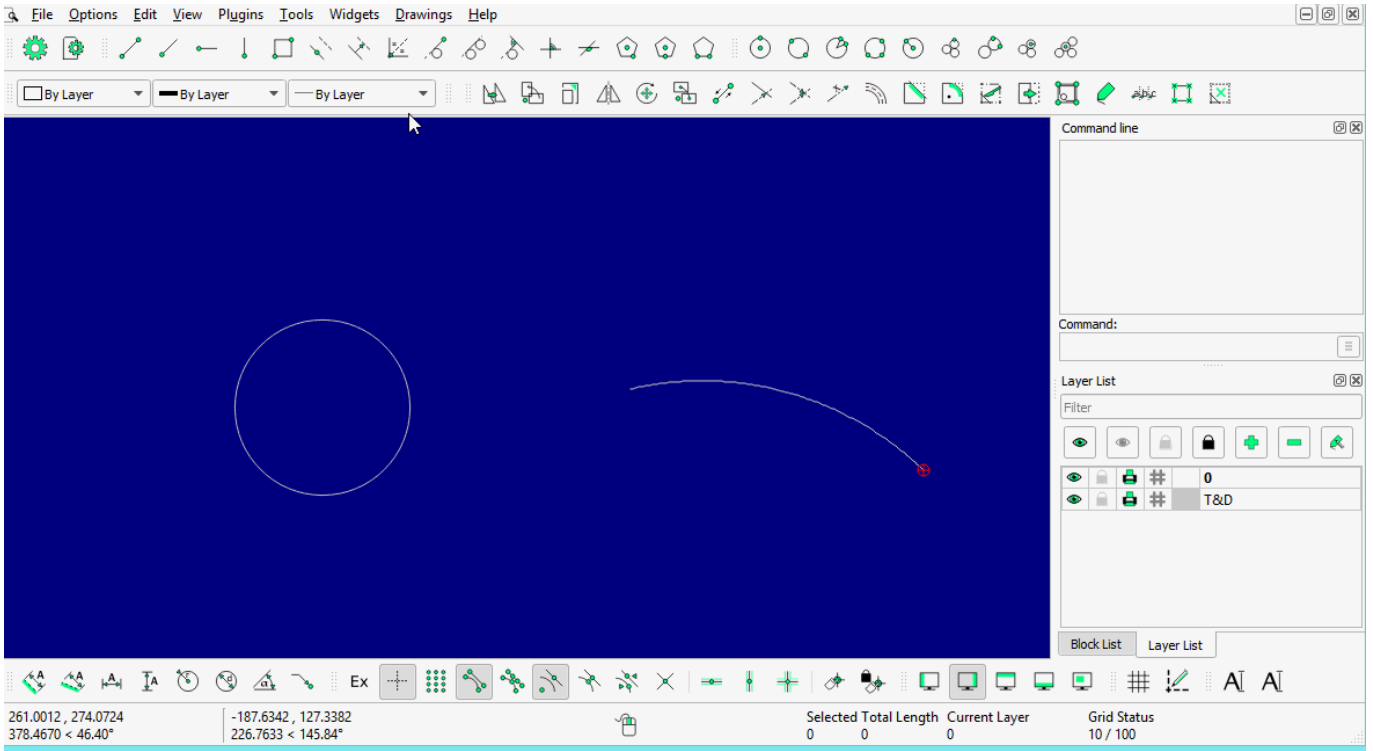 File Options Edit View Plugins Tools Widgets Drawings Help
By Layer By Layer By Layer
Command line
Command:
Layer List
Filter
0
T&D
Block List Layer List
Ex
261.0012 , 274.0724 -187.6342 , 127.3382 Selected Total Length Current Layer Grid Status
378.4670 < 46.40° 226.7633 < 145.84° 0 0 0 10 / 100